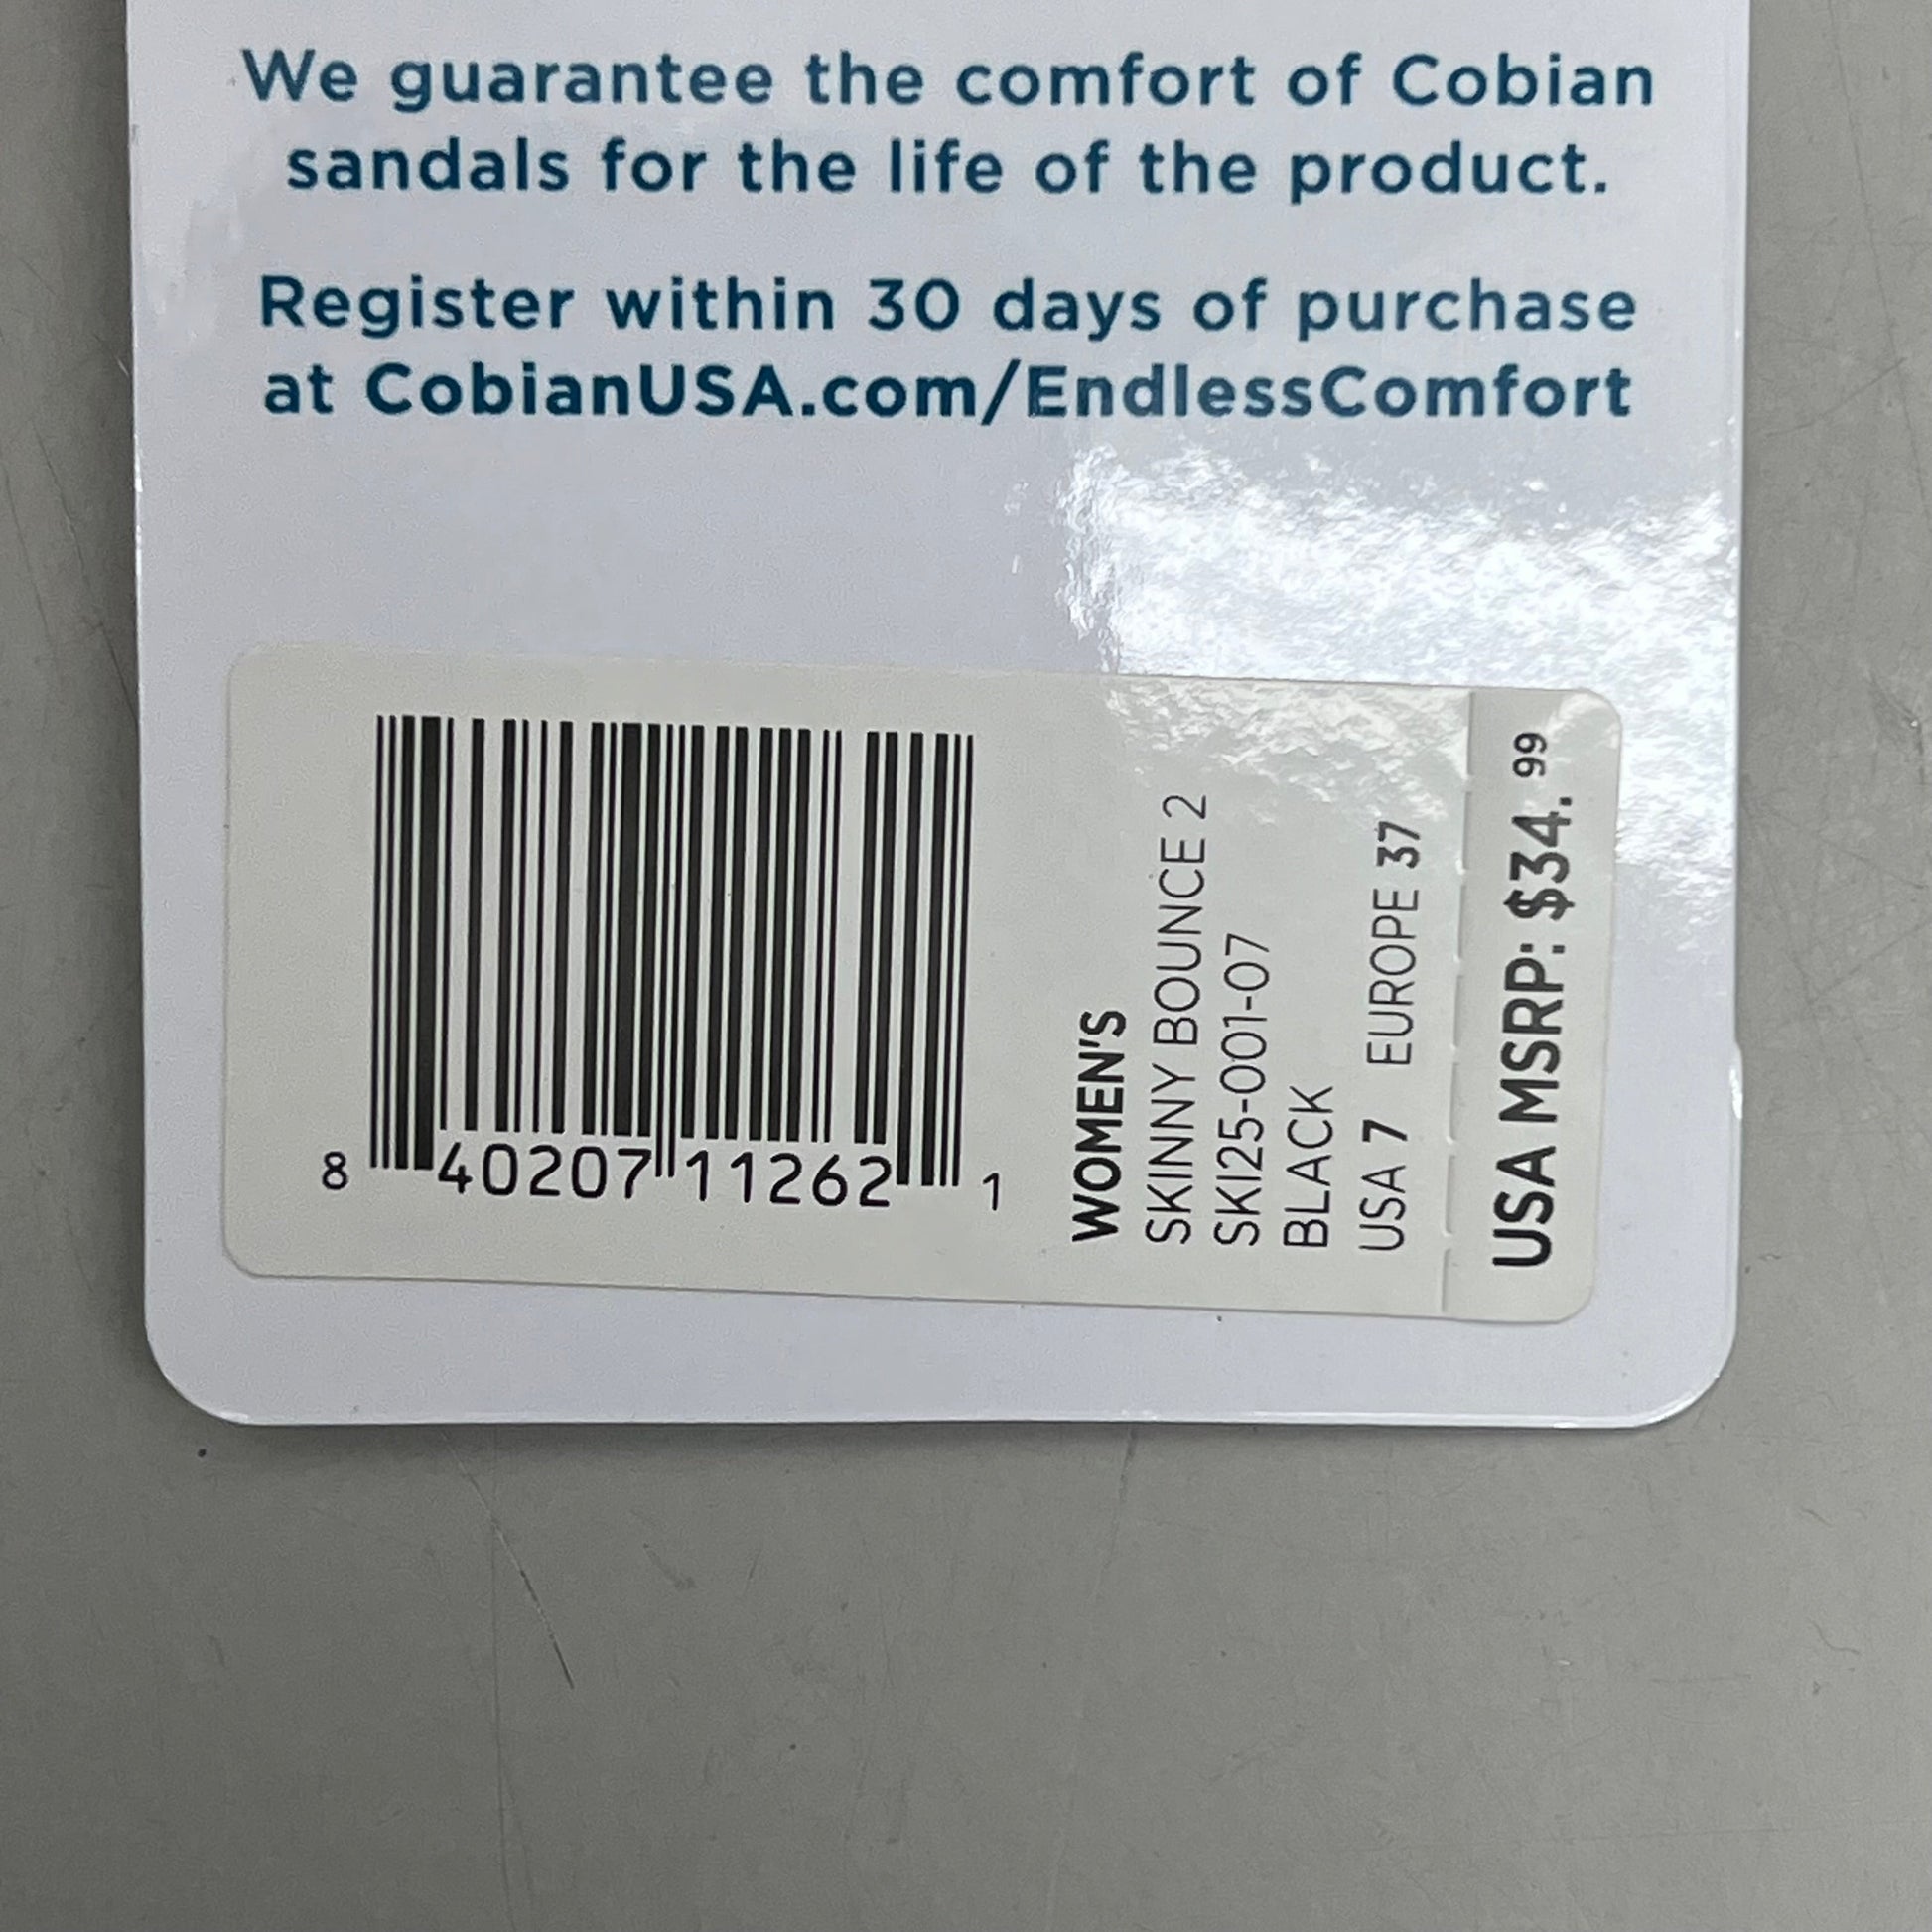 We guarantee the comfort of Cobian
sandals for the life of the product.
Register within 30 days of purchase
at CobianUSA.com/EndlessComfort
8 40207 11262 1
WOMEN'S
SKINNY BOUNCE 2
SKI25-001-07
BLACK
USA 7 EUROPE 37
USA MSRP: $34.99